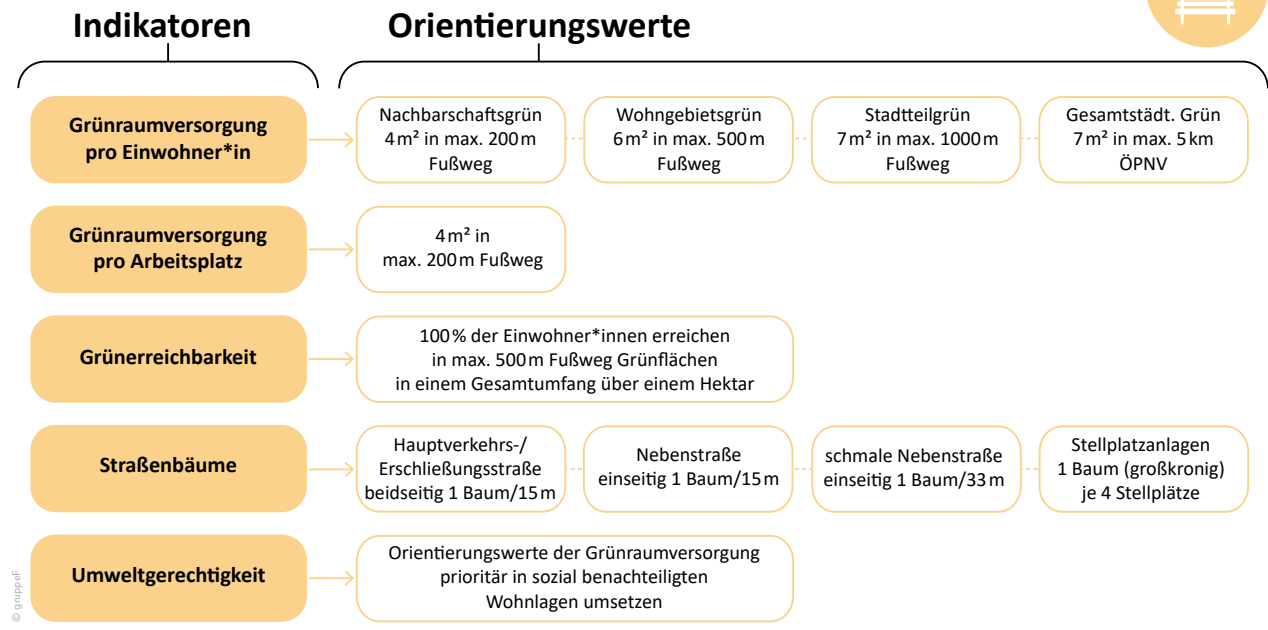 Indikatoren
Orientierungswerte
Grünraumversorgung
pro Einwohner*in
Nachbarschaftsgrün
4 m² in max. 200 m
Fußweg
Wohngebietsgrün
6 m² in max. 500 m
Fußweg
Stadtteilgrün
7 m² in max. 1000 m
Fußweg
Gesamtstädt. Grün
7 m² in max. 5 km
ÖPNV
Grünraumversorgung
pro Arbeitsplatz
4 m² in
max. 200 m Fußweg
Grünerreichbarkeit
100 % der Einwohner*innen erreichen
in max. 500 m Fußweg Grünflächen
in einem Gesamtumfang über einem Hektar
Straßenbäume
Hauptverkehrs-/
Erschließungsstraße
beidseitig 1 Baum/15 m
Nebenstraße
einseitig 1 Baum/15 m
schmale Nebenstraße
einseitig 1 Baum/33 m
Stellplatzanlagen
1 Baum (großkronig)
je 4 Stellplätze
Umweltgerechtigkeit
Orientierungswerte der Grünraumversorgung
prioritär in sozial benachteiligten
Wohnlagen umsetzen
© gruppeF